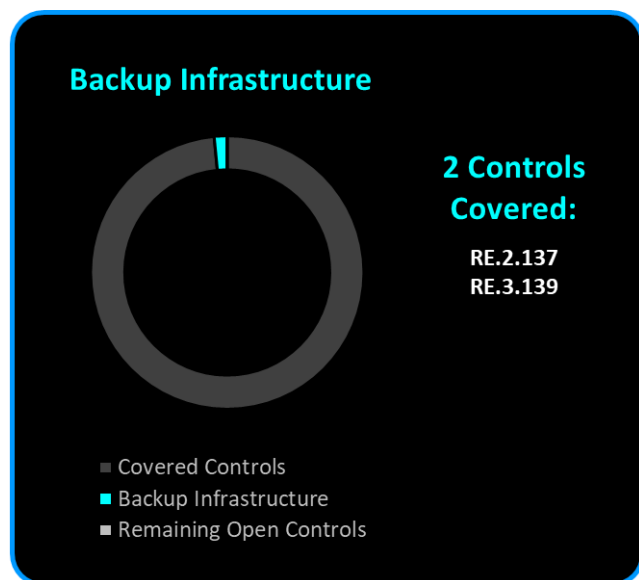 Backup Infrastructure
2 Controls
Covered:
RE.2.137
RE.3.139
Covered Controls
Backup Infrastructure
Remaining Open Controls